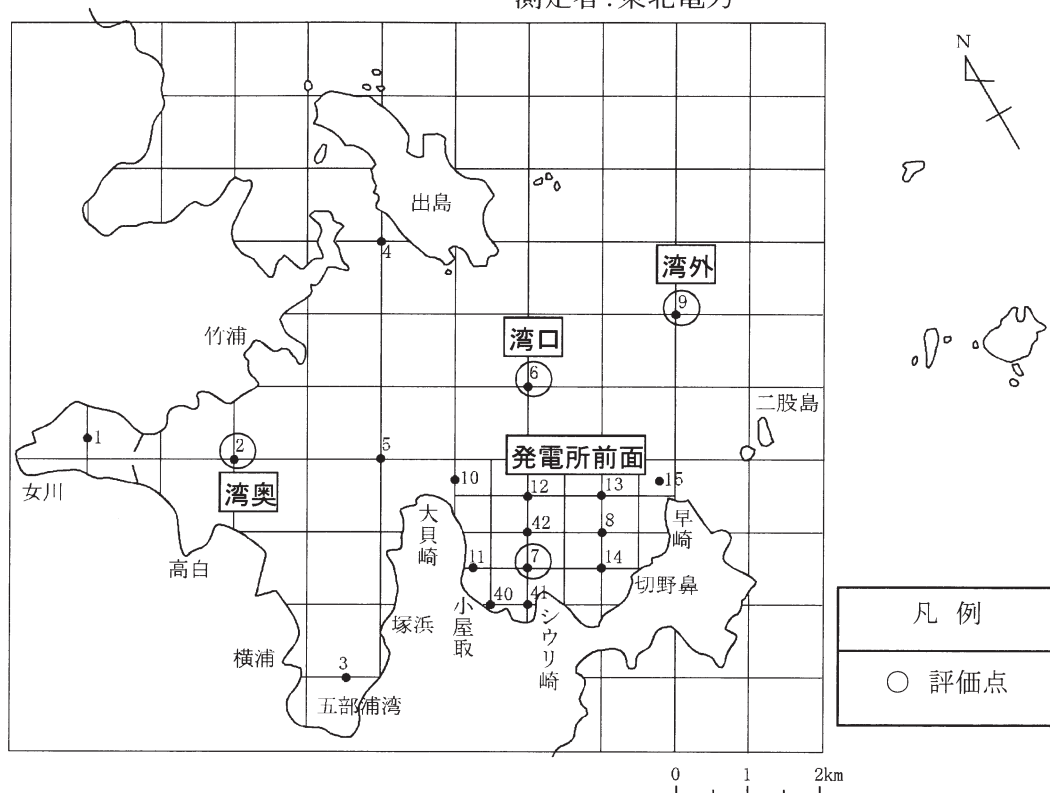 測定者：東北電力
N
出島
4
湾外
9
竹浦
湾口
6
二股島
1
2
5
発電所前面
10
12
13
15
女川
湾奥
大貝崎
42
8
早崎
高白
11
7
14
切野鼻
40
41
小屋取
シウリ崎
塚浜
横浦
3
五部浦湾
凡 例
○ 評価点
0 1 2km